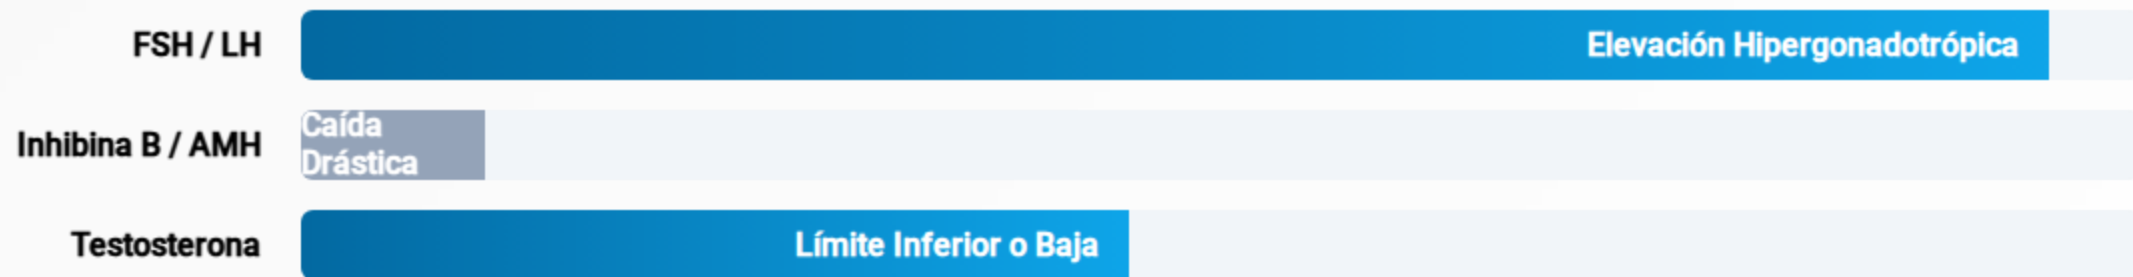 FSH / LH
Elevación Hipergonadotrópica
Inhibina B / AMH
Caída
Drástica
Testosterona
Límite Inferior o Baja